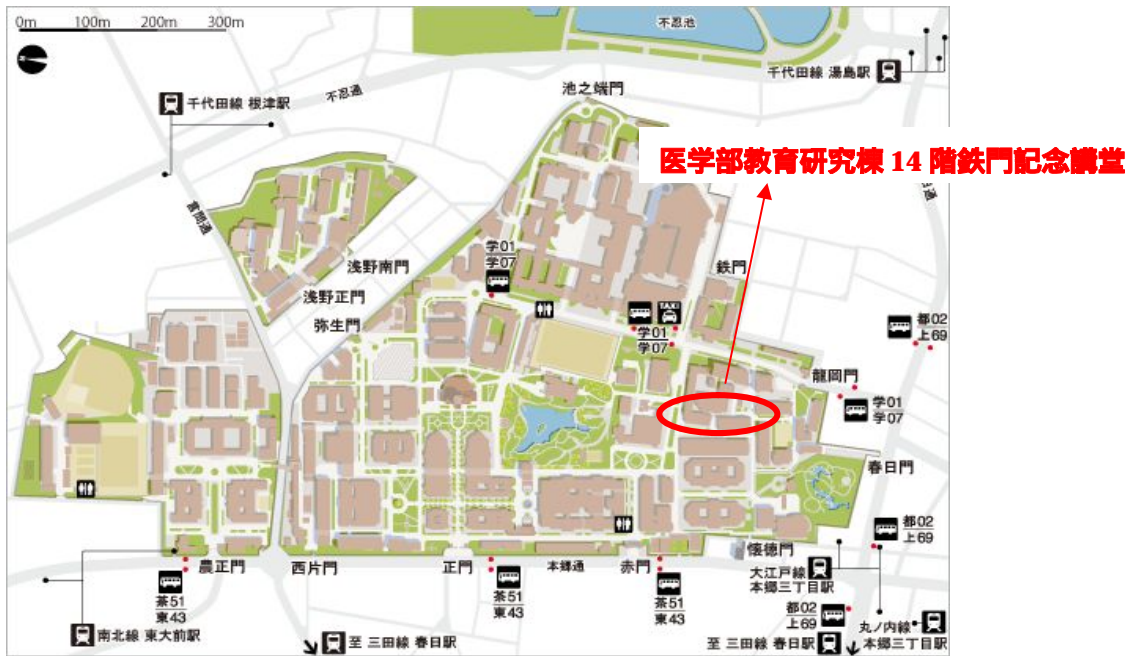 0m 100m 200m 300m
不忍池
千代田線 湯島駅
池之端門
不忍通
千代田線 根津駅
医学部教育研究棟 14 階鉄門記念講堂
通
言問通
学01
学07
浅野南門
鉄門
浅野正門
TAXI
弥生門
学01
学07
都02
上69
龍岡門
学01
学07
春日門
都02
上69
懐徳門
農正門
西片門
正門
本郷通
赤門
大江戸線
本郷三丁目駅
茶51
東43
茶51
東43
茶51
東43
都02
上69
丸ノ内線
本郷三丁目駅
南北線 東大前駅
至 三田線 春日駅
至 三田線 春日駅